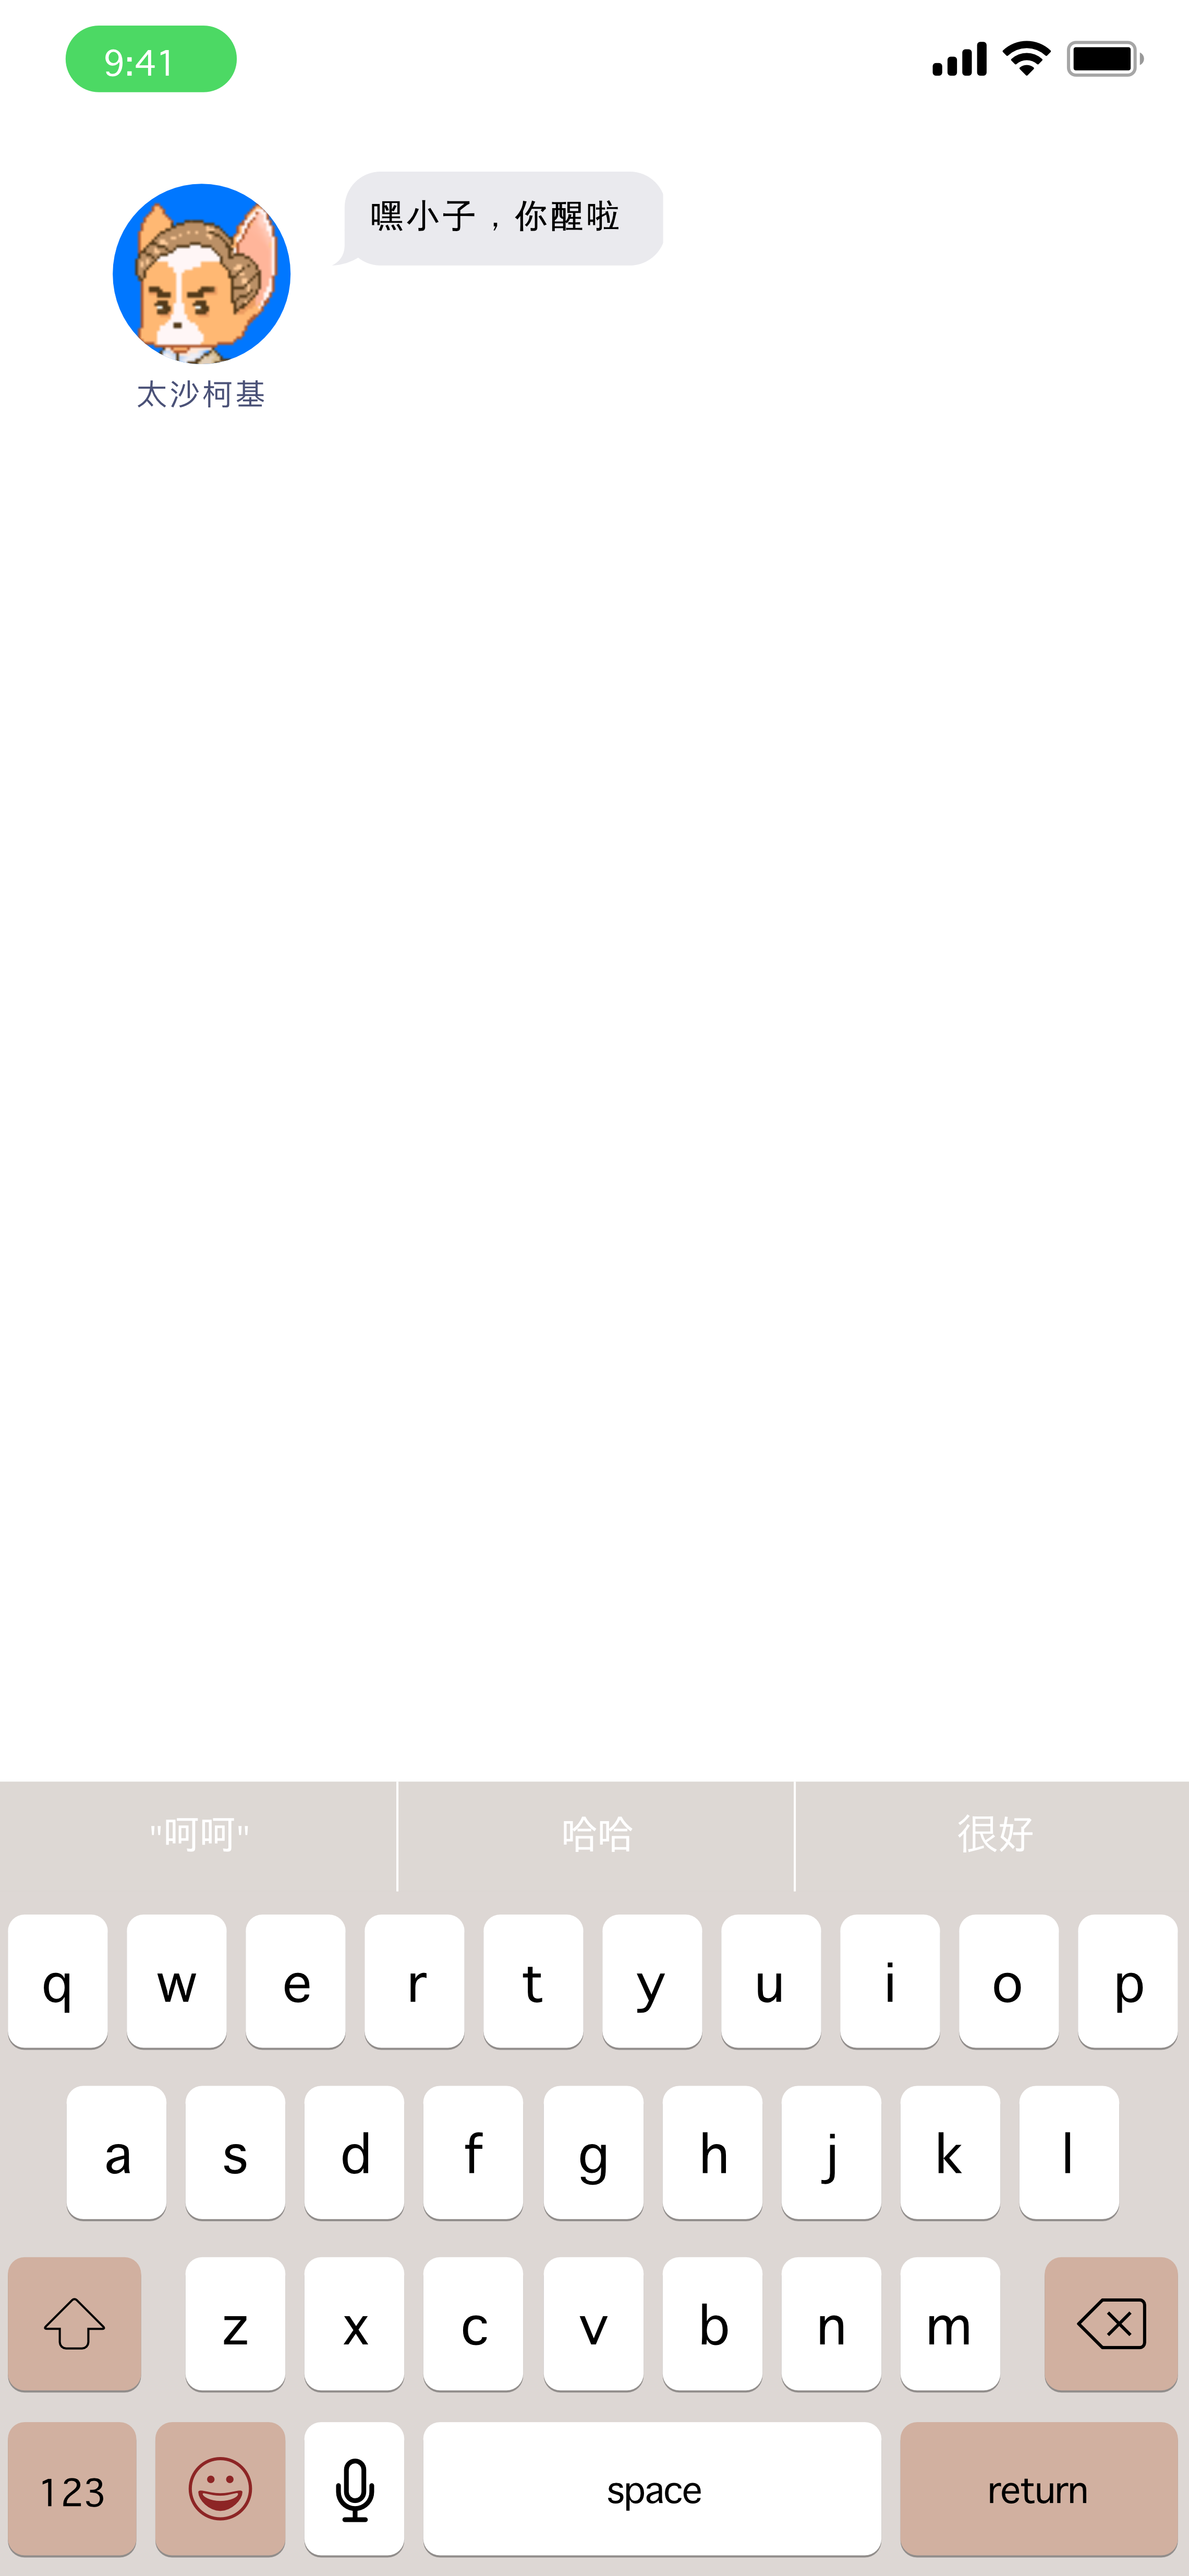 9:41
嘿小子，你醒啦
太沙柯基
"呵呵" 哈哈 很好
q w e r t y u i o p
a s d f g h j k l
z x c v b n m
123 space return